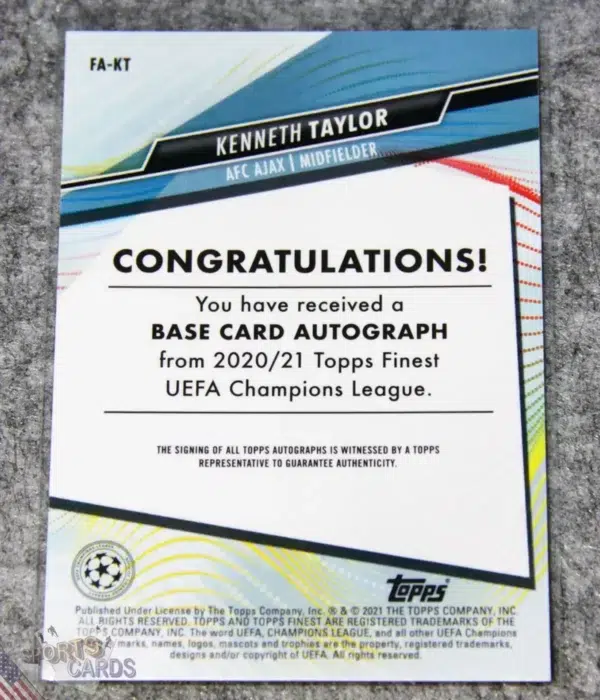 FA-KT
KENNETH TAYLOR
AFC AJAX | MIDFIELDER
CONGRATULATIONS!
You have received a
BASE CARD AUTOGRAPH
from 2020/21 Topps Finest
UEFA Champions League.
THE SIGNING OF ALL TOPPS AUTOGRAPHS IS WITNESSED BY A TOPPS
REPRESENTATIVE TO GUARANTEE AUTHENTICITY.
topps
Published Under License by The Topps Company, Inc. ® & © 2021 THE TOPPS COMPANY, INC.
ALL RIGHTS RESERVED. TOPPS AND TOPPS FINEST ARE REGISTERED TRADEMARKS OF THE
TOPPS COMPANY, INC. The word UEFA, CHAMPIONS LEAGUE, and all other UEFA Champions
marks, names, logos, mascots and trophies are the property, registered trademarks,
designs and/or copyright of UEFA. All rights reserved.
CARDS